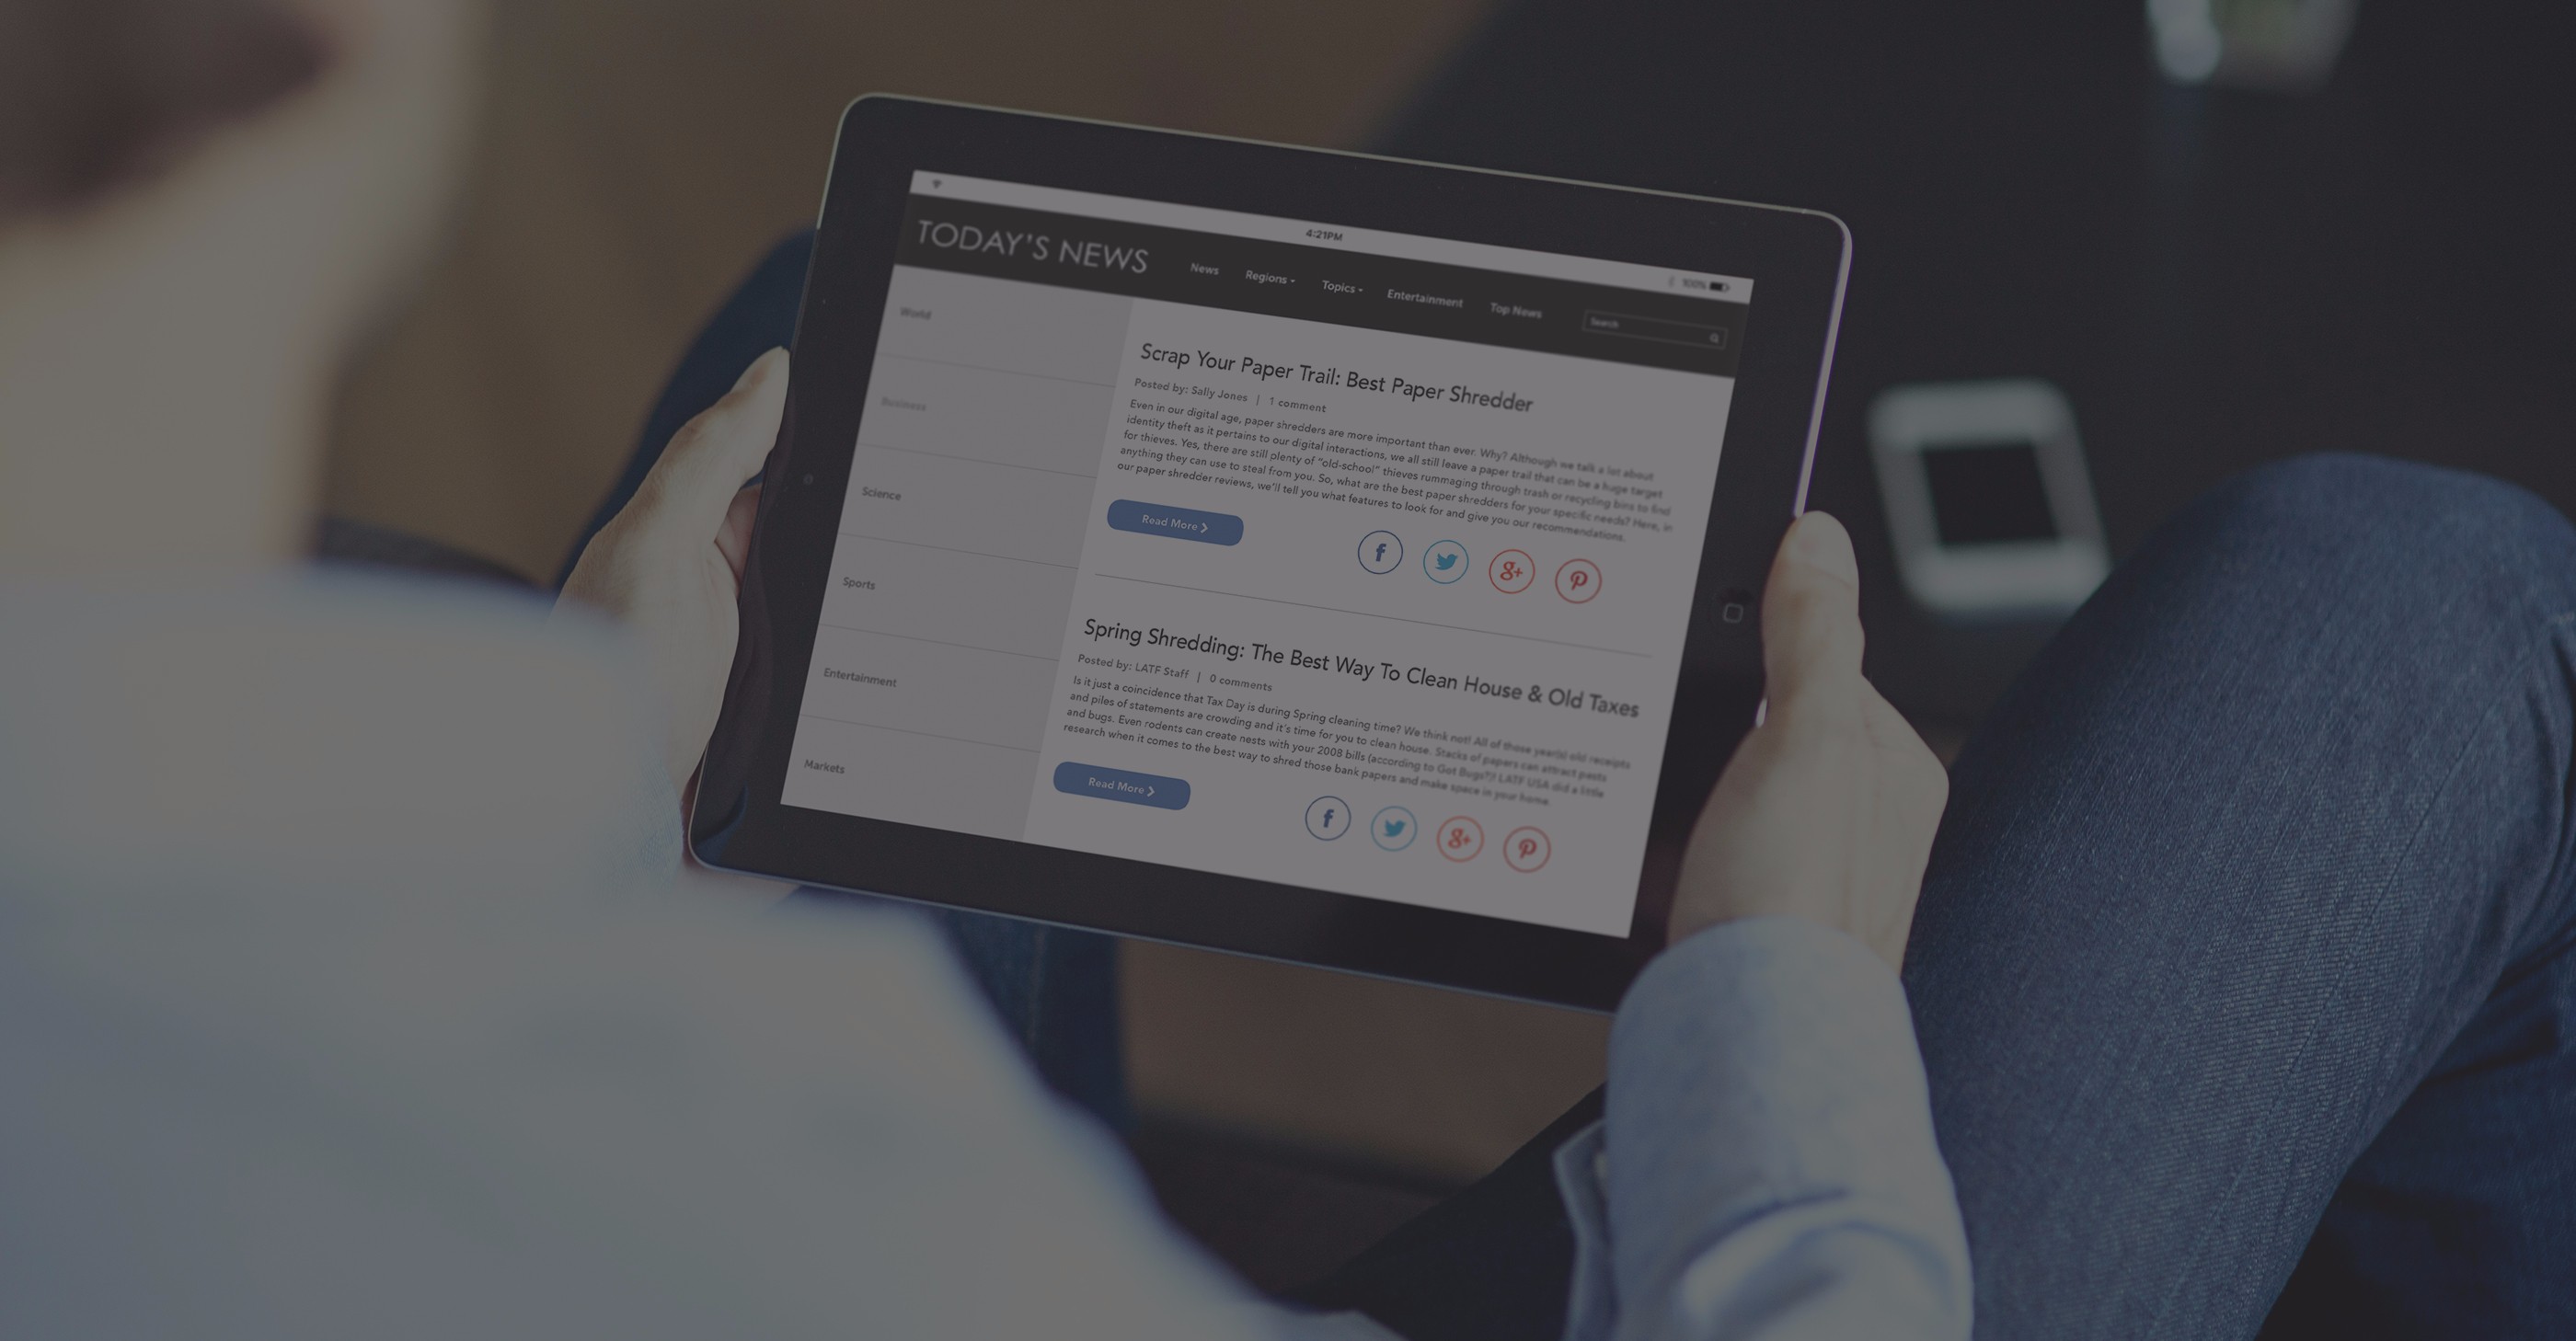 4:21PM
100%
TODAY'S NEWS
News
Regions
Topics
Entertainment
Top News
Search
World
Business
Science
Sports
Entertainment
Markets
Scrap Your Paper Trail: Best Paper Shredder
Posted by: Sally Jones | 1 comment
Even in our digital age, paper shredders are more important than ever. Why? Although we talk a lot about
identity theft as it pertains to our digital interactions, we all still leave a paper trail that can be a huge target
for thieves. Yes, there are still plenty of "old-school" thieves rummaging through trash or recycling bins to find
anything they can use to steal from you. So, what are the best paper shredders for your specific needs? Here, in
our paper shredder reviews, we'll tell you what features to look for and give you our recommendations.
Read More
f
g+
Spring Shredding: The Best Way To Clean House & Old Taxes
Posted by: LATF Staff | 0 comments
Is it just a coincidence that Tax Day is during Spring cleaning time? We think not! All of those year(s) old receipts
and piles of statements are crowding and it's time for you to clean house. Stacks of papers can attract pests
and bugs. Even rodents can create nests with your 2008 bills (according to Got Bugs?)! LATF USA did a little
research when it comes to the best way to shred those bank papers and make space in your home.
Read More
f
g+